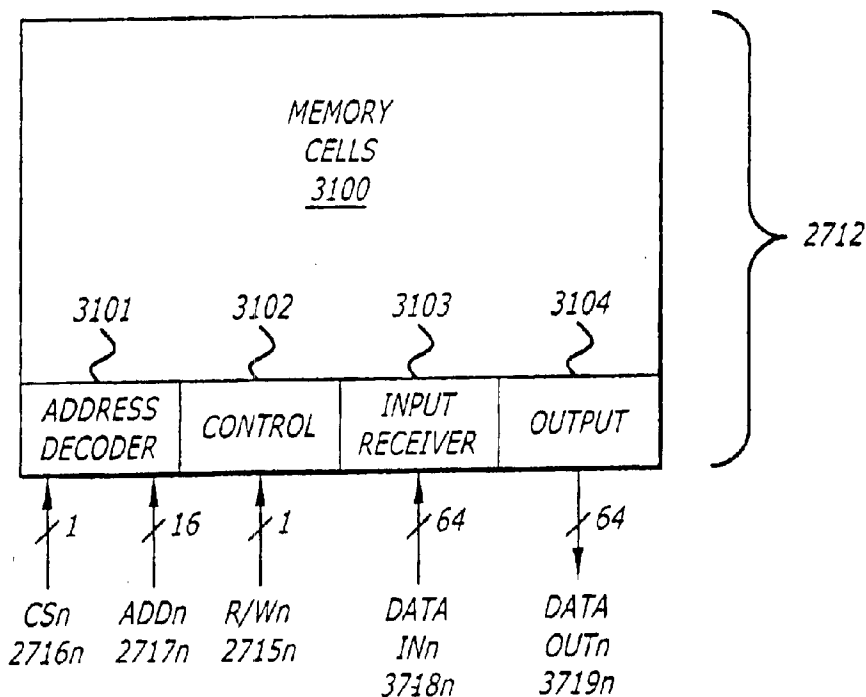 MEMORY
CELLS
3100
2712
3101
3102
3103
3104
ADDRESS
DECODER
CONTROL
INPUT
RECEIVER
OUTPUT
1
16
1
64
64
CSn
2716n
ADDn
2717n
R/Wn
2715n
DATA
INn
3718n
DATA
OUTn
3719n